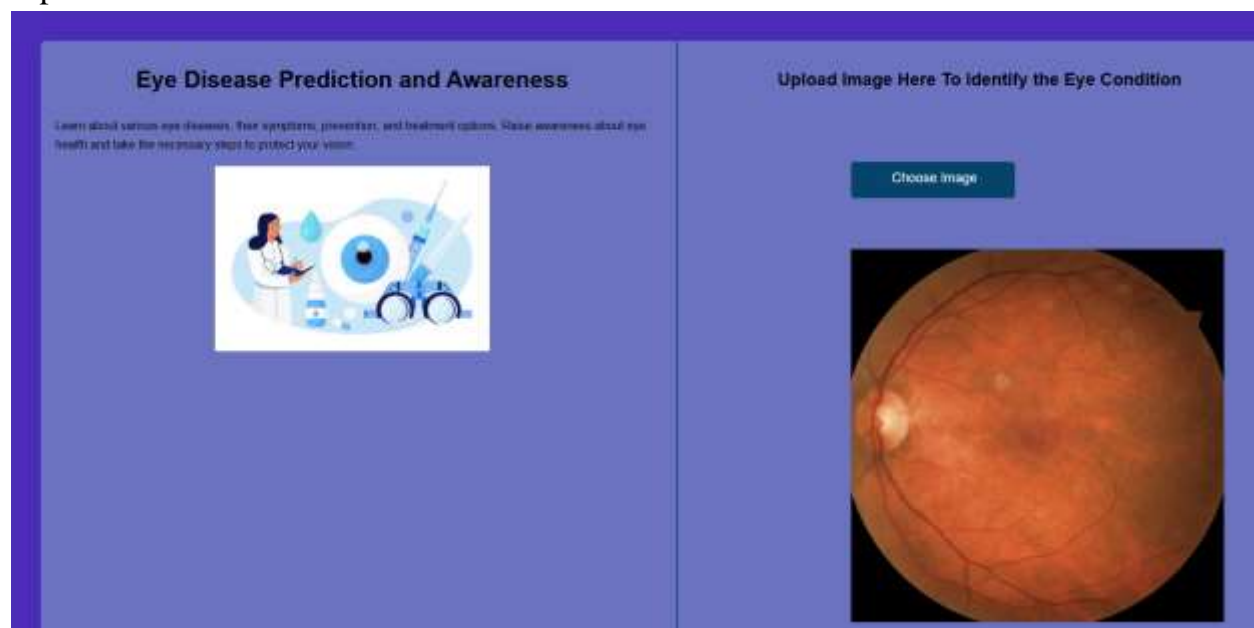 Eye Disease Prediction and Awareness
Learn about various eye diseases, their symptoms, prevention, and treatment options. Raise awareness about eye
health and take the necessary steps to protect your vision.
Upload Image Here To Identify the Eye Condition
Choose Image